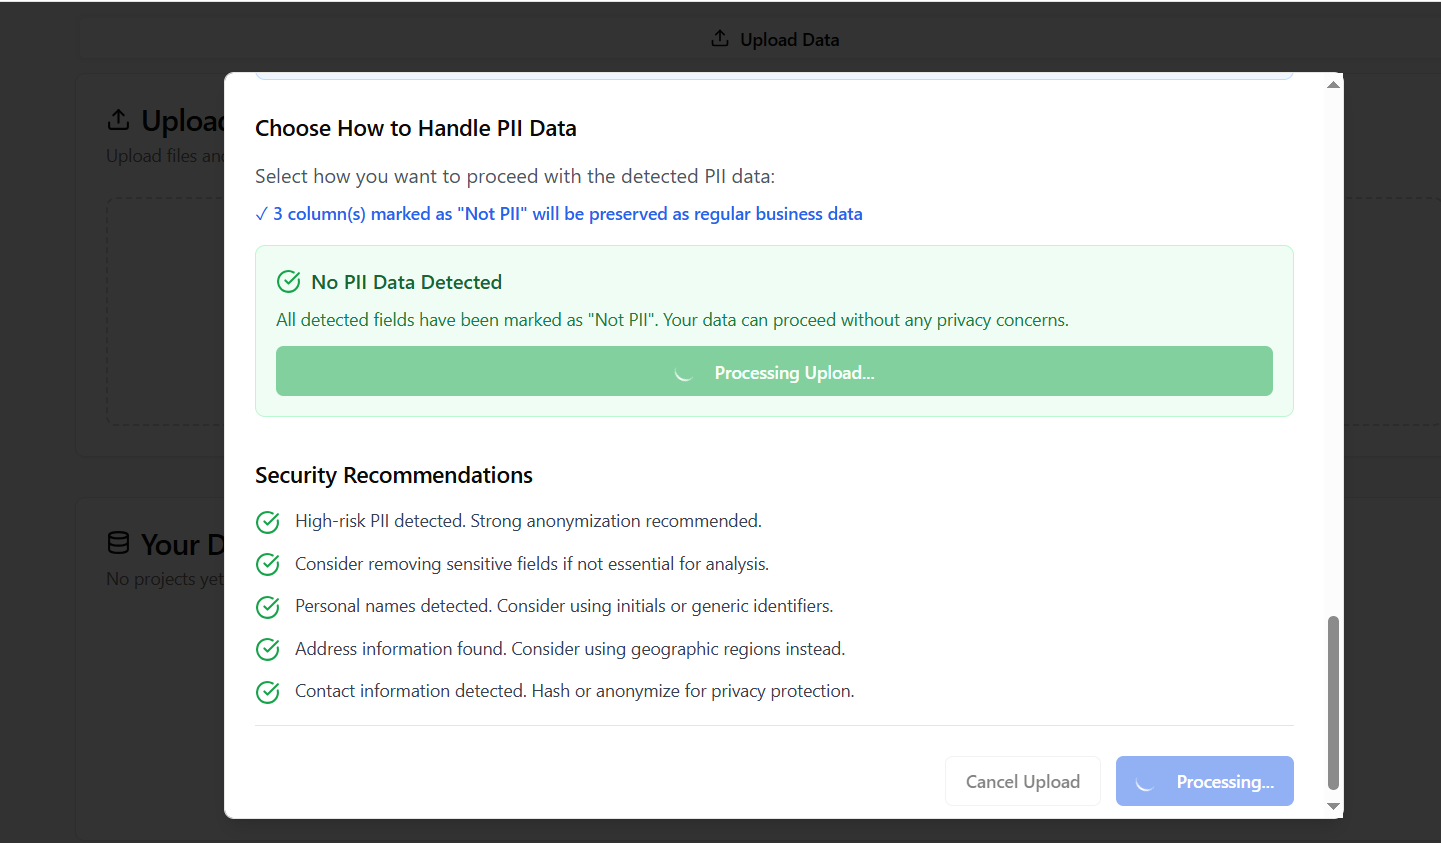 Upload Data
Upload
Upload files and
Choose How to Handle PII Data
Select how you want to proceed with the detected PII data:
✓ 3 column(s) marked as "Not PII" will be preserved as regular business data
No PII Data Detected
All detected fields have been marked as "Not PII". Your data can proceed without any privacy concerns.
Processing Upload...
Security Recommendations
High-risk PII detected. Strong anonymization recommended.
Consider removing sensitive fields if not essential for analysis.
Your D
No projects yet
Personal names detected. Consider using initials or generic identifiers.
Address information found. Consider using geographic regions instead.
Contact information detected. Hash or anonymize for privacy protection.
Cancel Upload
Processing...